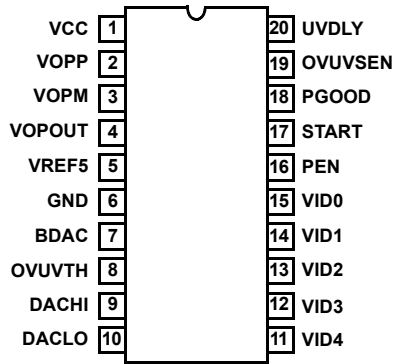 VCC 1 20 UVDLY
VOPP 2 19 OVUVSEN
VOPM 3 18 PGOOD
VOPOUT 4 17 START
VREF5 5 16 PEN
GND 6 15 VID0
BDAC 7 14 VID1
OVUVTH 8 13 VID2
DACHI 9 12 VID3
DACLO 10 11 VID4